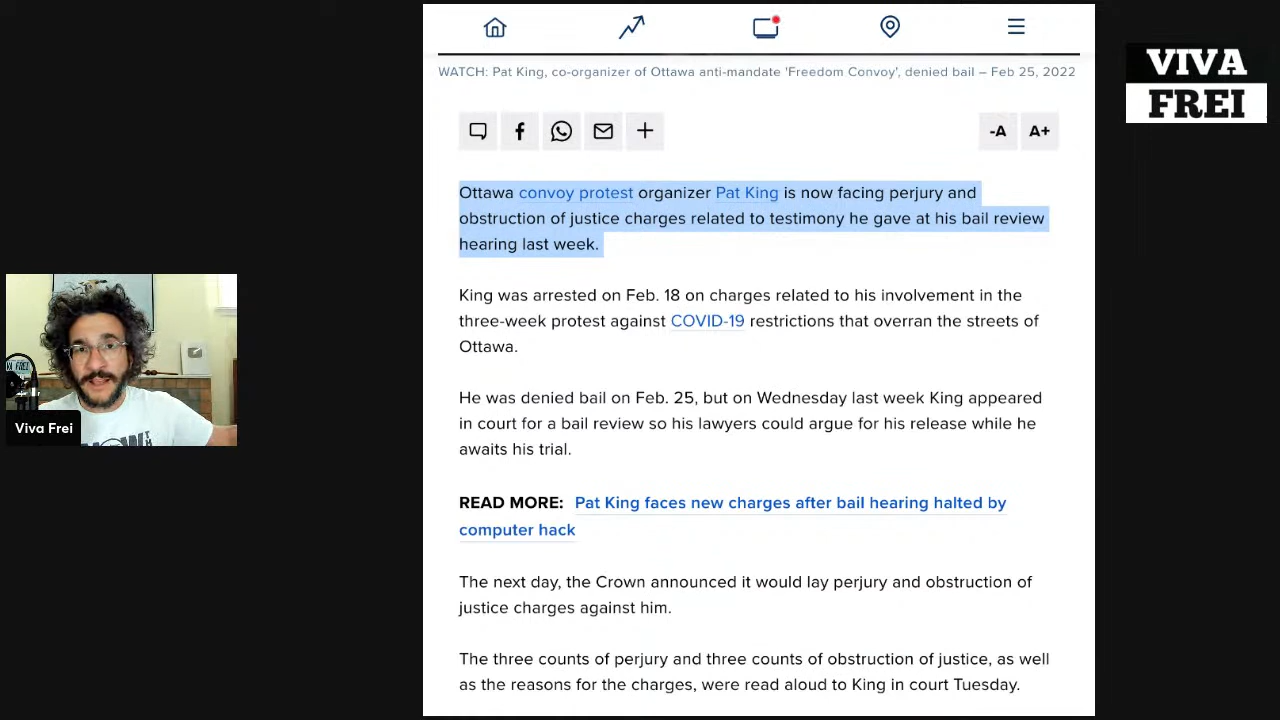 WATCH: Pat King, co-organizer of Ottawa anti-mandate 'Freedom Convoy', denied bail – Feb 25, 2022
-A A+
Ottawa convoy protest organizer Pat King is now facing perjury and
obstruction of justice charges related to testimony he gave at his bail review
hearing last week.
King was arrested on Feb. 18 on charges related to his involvement in the
three-week protest against COVID-19 restrictions that overran the streets of
Ottawa.
He was denied bail on Feb. 25, but on Wednesday last week King appeared
in court for a bail review so his lawyers could argue for his release while he
awaits his trial.
READ MORE: Pat King faces new charges after bail hearing halted by
computer hack
The next day, the Crown announced it would lay perjury and obstruction of
justice charges against him.
The three counts of perjury and three counts of obstruction of justice, as well
as the reasons for the charges, were read aloud to King in court Tuesday.
VIVA
FREI
Viva Frei